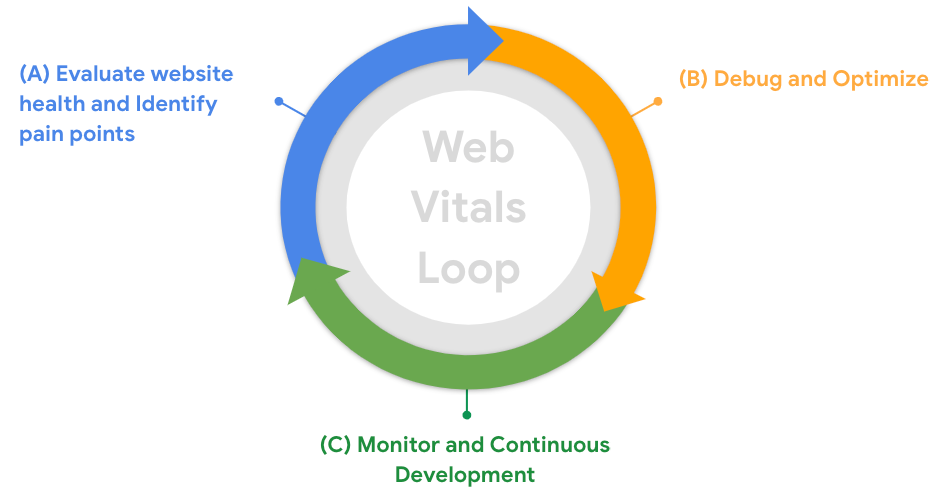 (A) Evaluate website
health and Identify
pain points
(B) Debug and Optimize
Web
Vitals
Loop
(C) Monitor and Continuous
Development